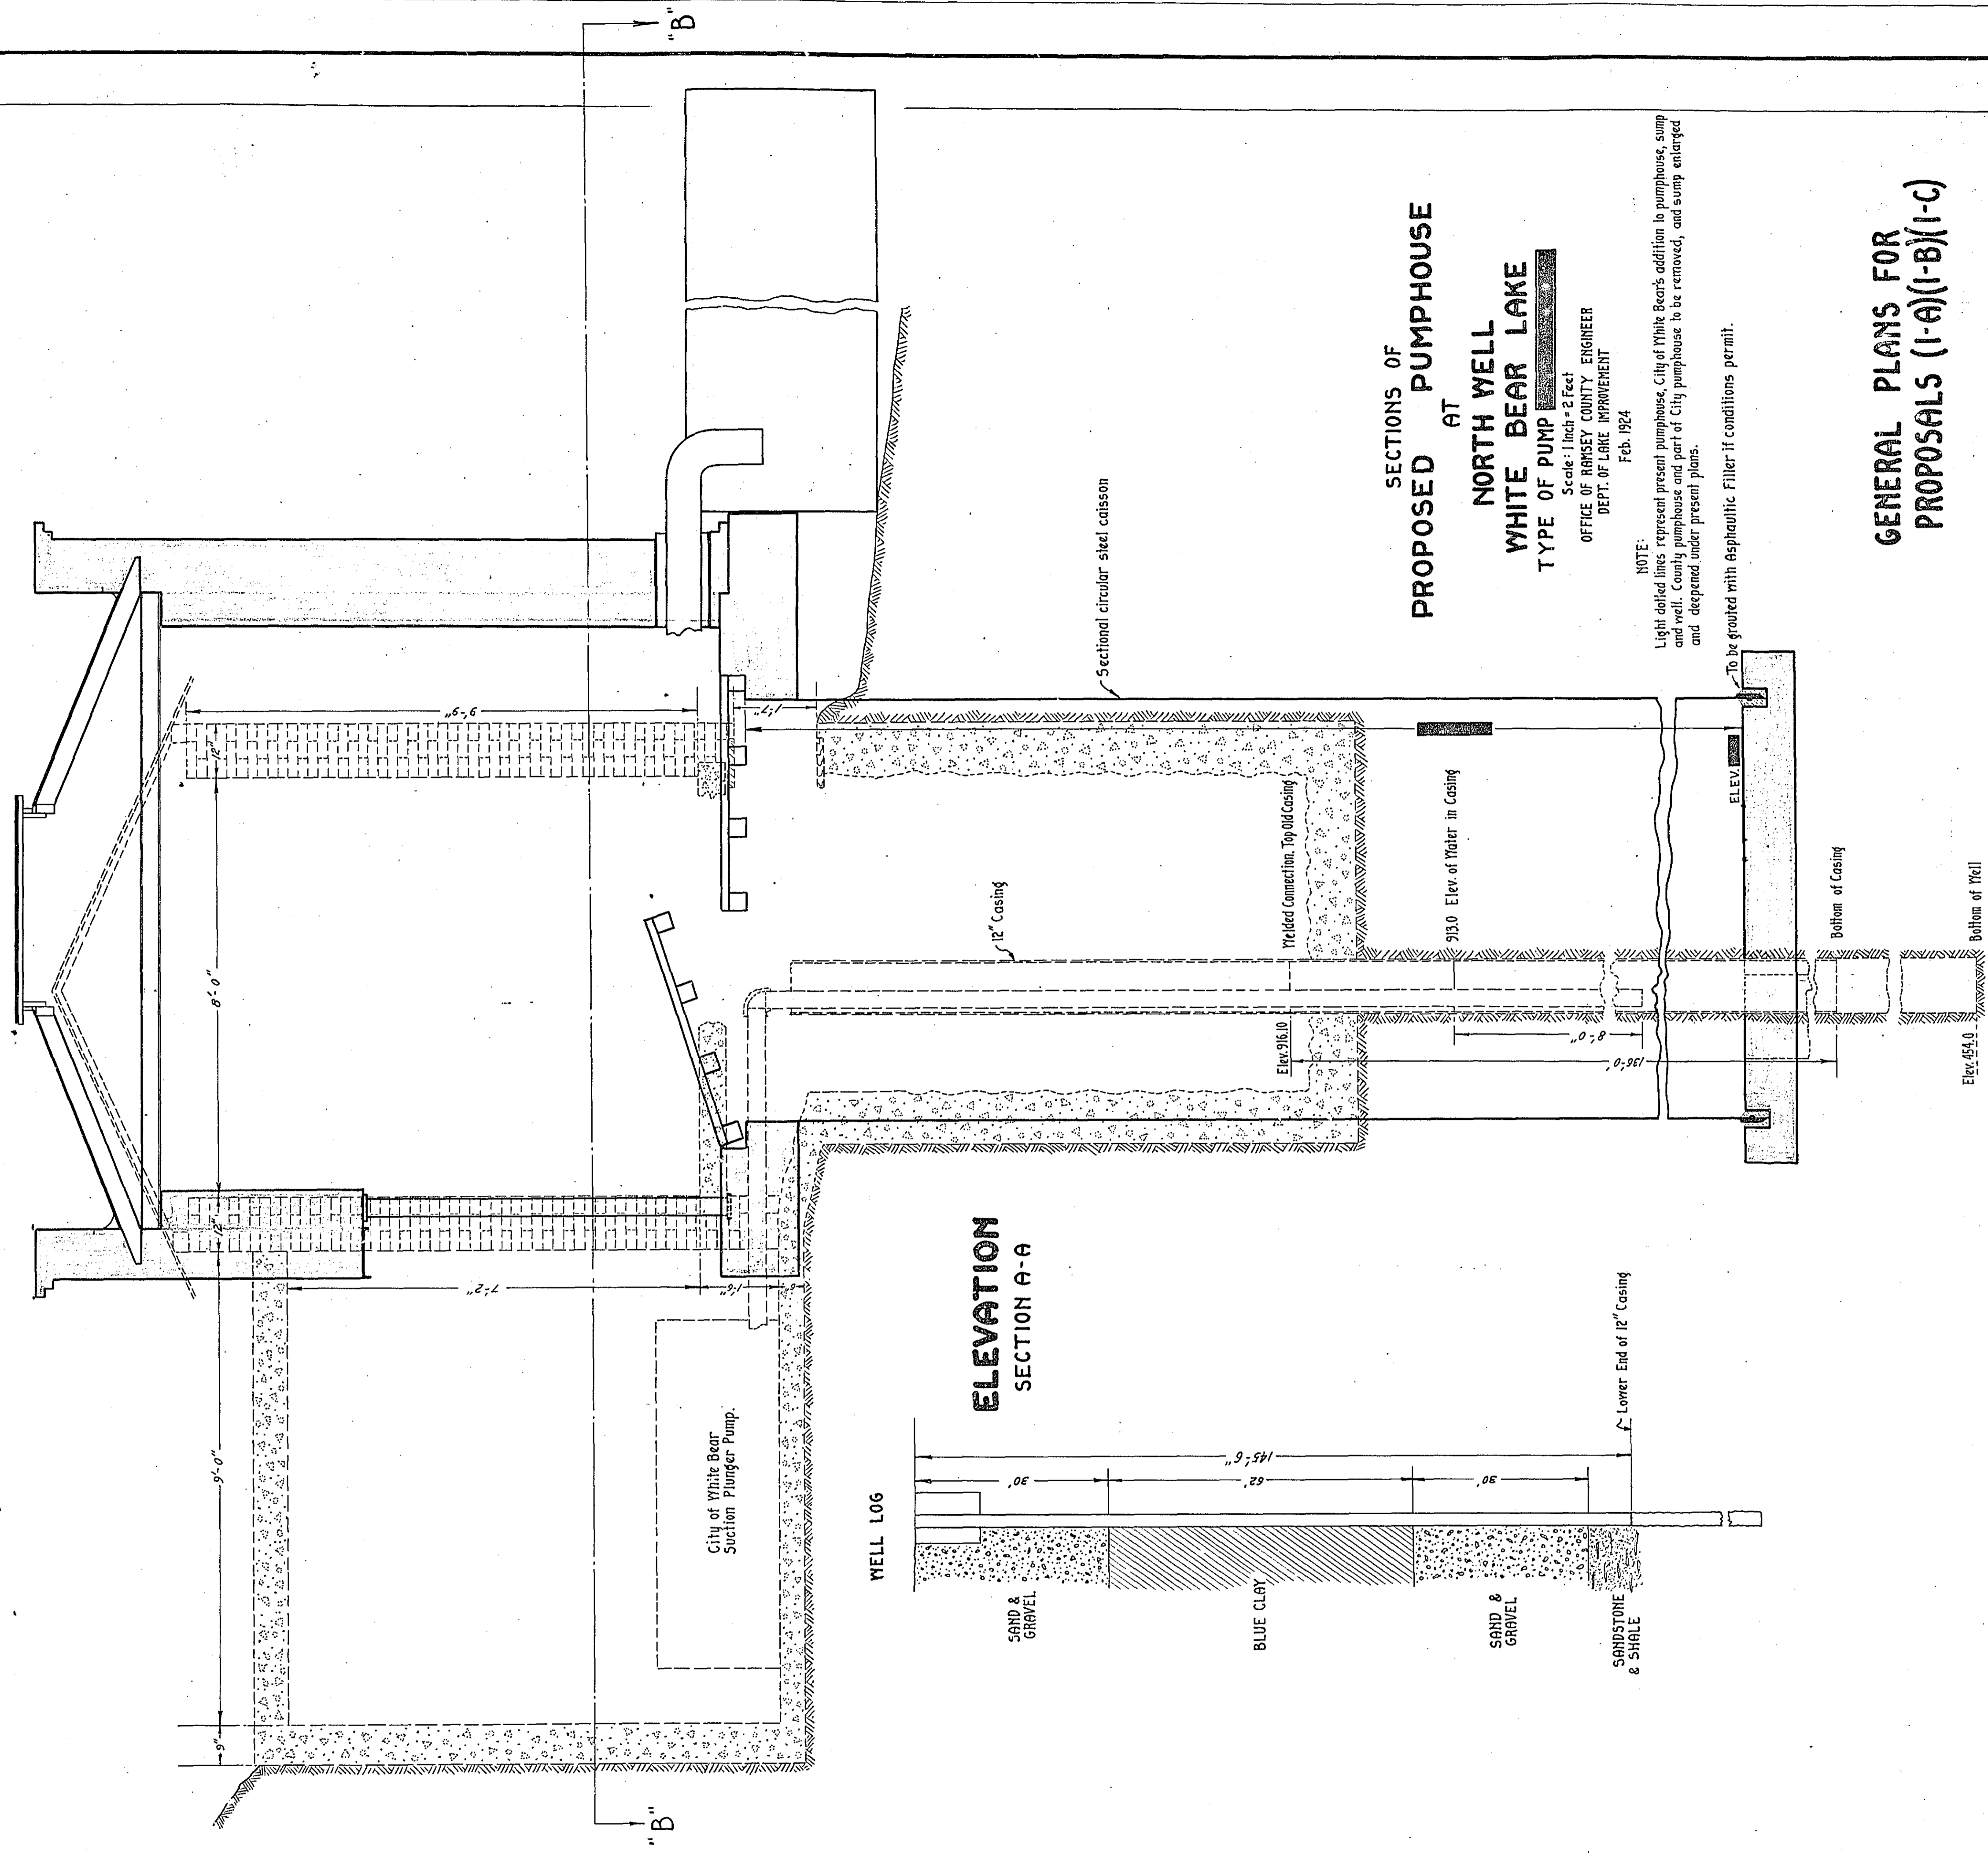 "B"
SECTIONS OF
PROPOSED PUMPHOUSE
AT
NORTH WELL
WHITE BEAR LAKE
TYPE OF PUMP
Scale: 1 Inch = 2 Feet
OFFICE OF RAMSEY COUNTY ENGINEER
DEPT. OF LAKE IMPROVEMENT
Feb. 1924
NOTE:
Light dotted lines represent present pumphouse, City of White Bear's addition to pumphouse, sump
and well. County pumphouse and part of City pumphouse to be removed, and sump enlarged
and deepened under present plans.
To be grouted with Asphaultic Filler if conditions permit.
GENERAL PLANS FOR
PROPOSALS (1-A)(1-B)(1-C)
Sectional circular steel caisson
9'-9"
12"
1'-7"
8'-0"
12"
9'-0"
9"
7'-2"
1'-6"
6"
12" Casing
Welded Connection. Top Old Casing
913.0 Elev. of Water in Casing
ELEV.
Bottom of Casing
Bottom of Well
Elev. 916.10
8'-0"
136'-0'
Elev. 454.0
City of White Bear
Suction Plunger Pump.
ELEVATION
SECTION A-A
WELL LOG
145'-6"
30'
62'
30'
Lower End of 12" Casing
SAND &
GRAVEL
BLUE CLAY
SAND &
GRAVEL
SANDSTONE
& SHALE
"B"